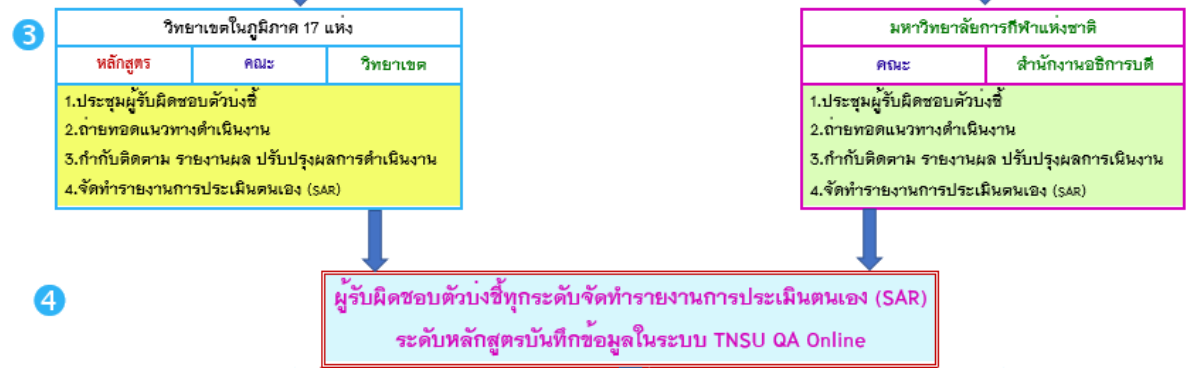 3
วิทยาเขตในภูมิภาค 17 แห่ง
หลักสูตร คณะ วิทยาเขต
1.ประชุมผู้รับผิดชอบตัวบ่งชี้
2.ถ่ายทอดแนวทางดำเนินงาน
3.กำกับติดตาม รายงานผล ปรับปรุงผลการดำเนินงาน
4.จัดทำรายงานการประเมินตนเอง (SAR)
มหาวิทยาลัยการกีฬาแห่งชาติ
คณะ สำนักงานอธิการบดี
1.ประชุมผู้รับผิดชอบตัวบ่งชี้
2.ถ่ายทอดแนวทางดำเนินงาน
3.กำกับติดตาม รายงานผล ปรับปรุงผลการเนินงาน
4.จัดทำรายงานการประเมินตนเอง (SAR)
4
ผู้รับผิดชอบตัวบ่งชี้ทุกระดับจัดทำรายงานการประเมินตนเอง (SAR)
ระดับหลักสูตรบันทึกข้อมูลในระบบ TNSU QA Online